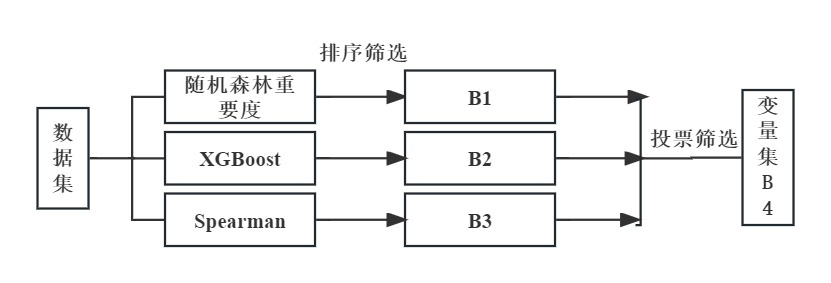 排序筛选
随机森林重
要度
B1
数
据
集
XGBoost
B2
投票筛选
变
量
集
B
4
Spearman
B3